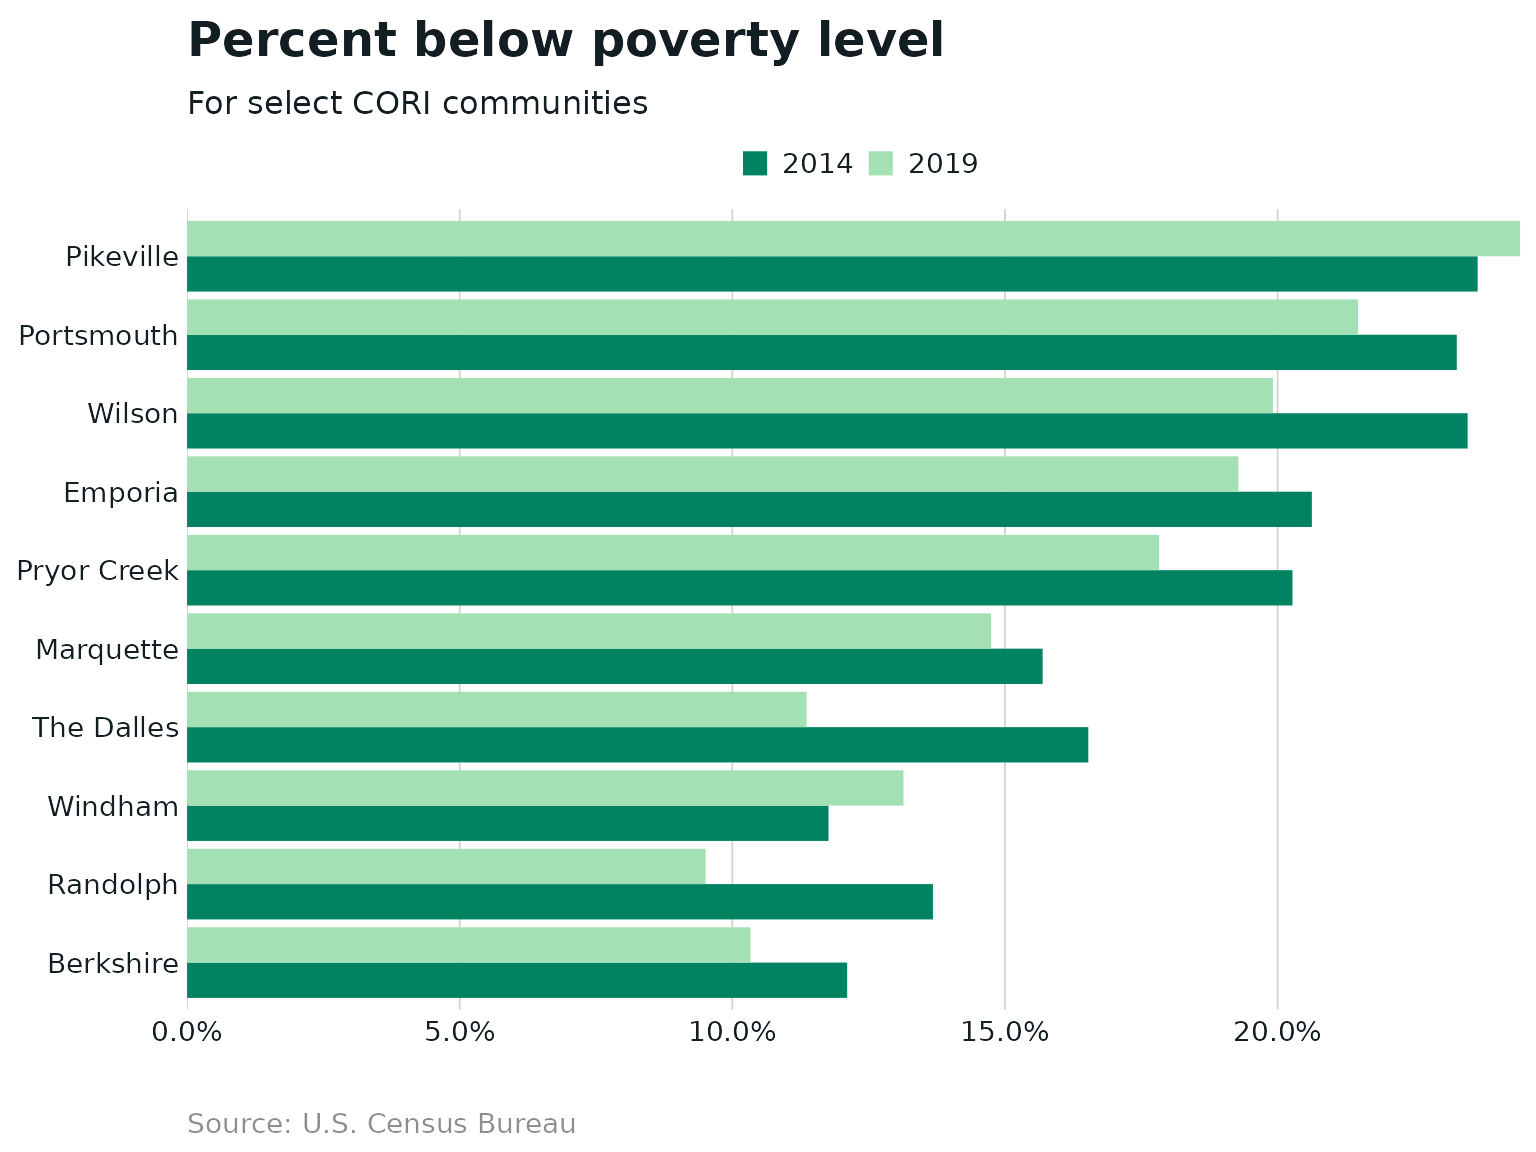 Percent below poverty level
For select CORI communities
2014 2019
Pikeville
Portsmouth
Wilson
Emporia
Pryor Creek
Marquette
The Dalles
Windham
Randolph
Berkshire
0.0% 5.0% 10.0% 15.0% 20.0%
Source: U.S. Census Bureau